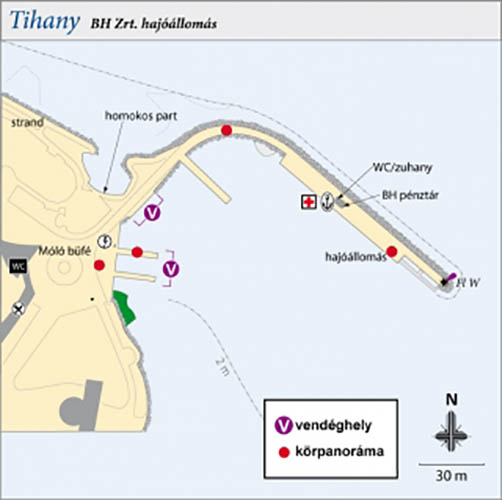 Tihany BH Zrt. hajóállomás
strand
homokos part
WC/zuhany
BH pénztár
Móló büfé
hajóállomás
WC
V
V
Fl W
2 m
V vendéghely
körpanoráma
N
30 m